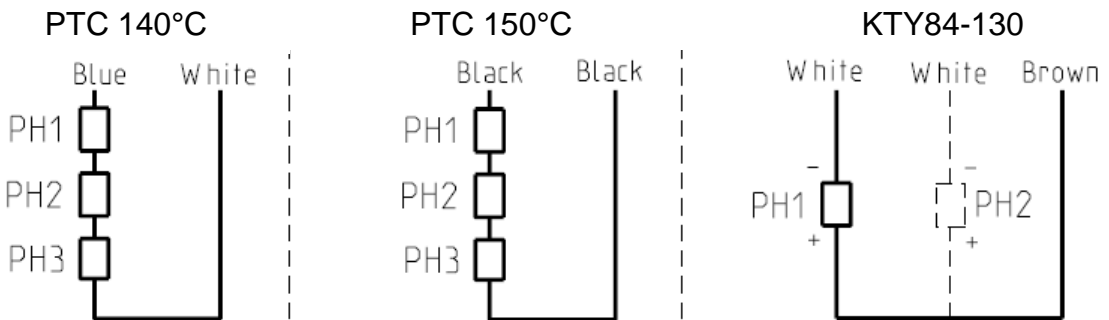 PTC 140°C
PTC 150°C
KTY84-130
Blue White
Black Black
White White Brown
PH1
PH2
PH3
PH1
PH2
PH3
-
PH1
+
-
PH2
+